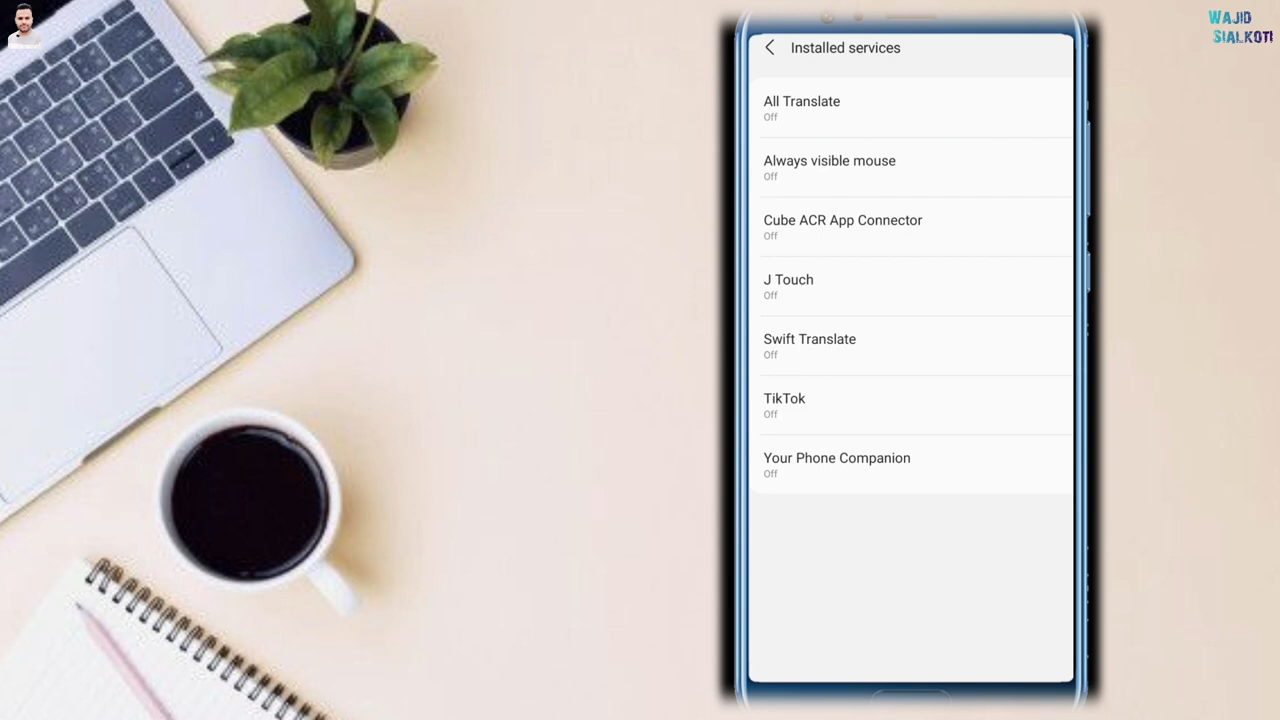 WAJID
SIALKOTI
Installed services
All Translate
Off
Always visible mouse
Off
Cube ACR App Connector
Off
J Touch
Off
Swift Translate
Off
TikTok
Off
Your Phone Companion
Off